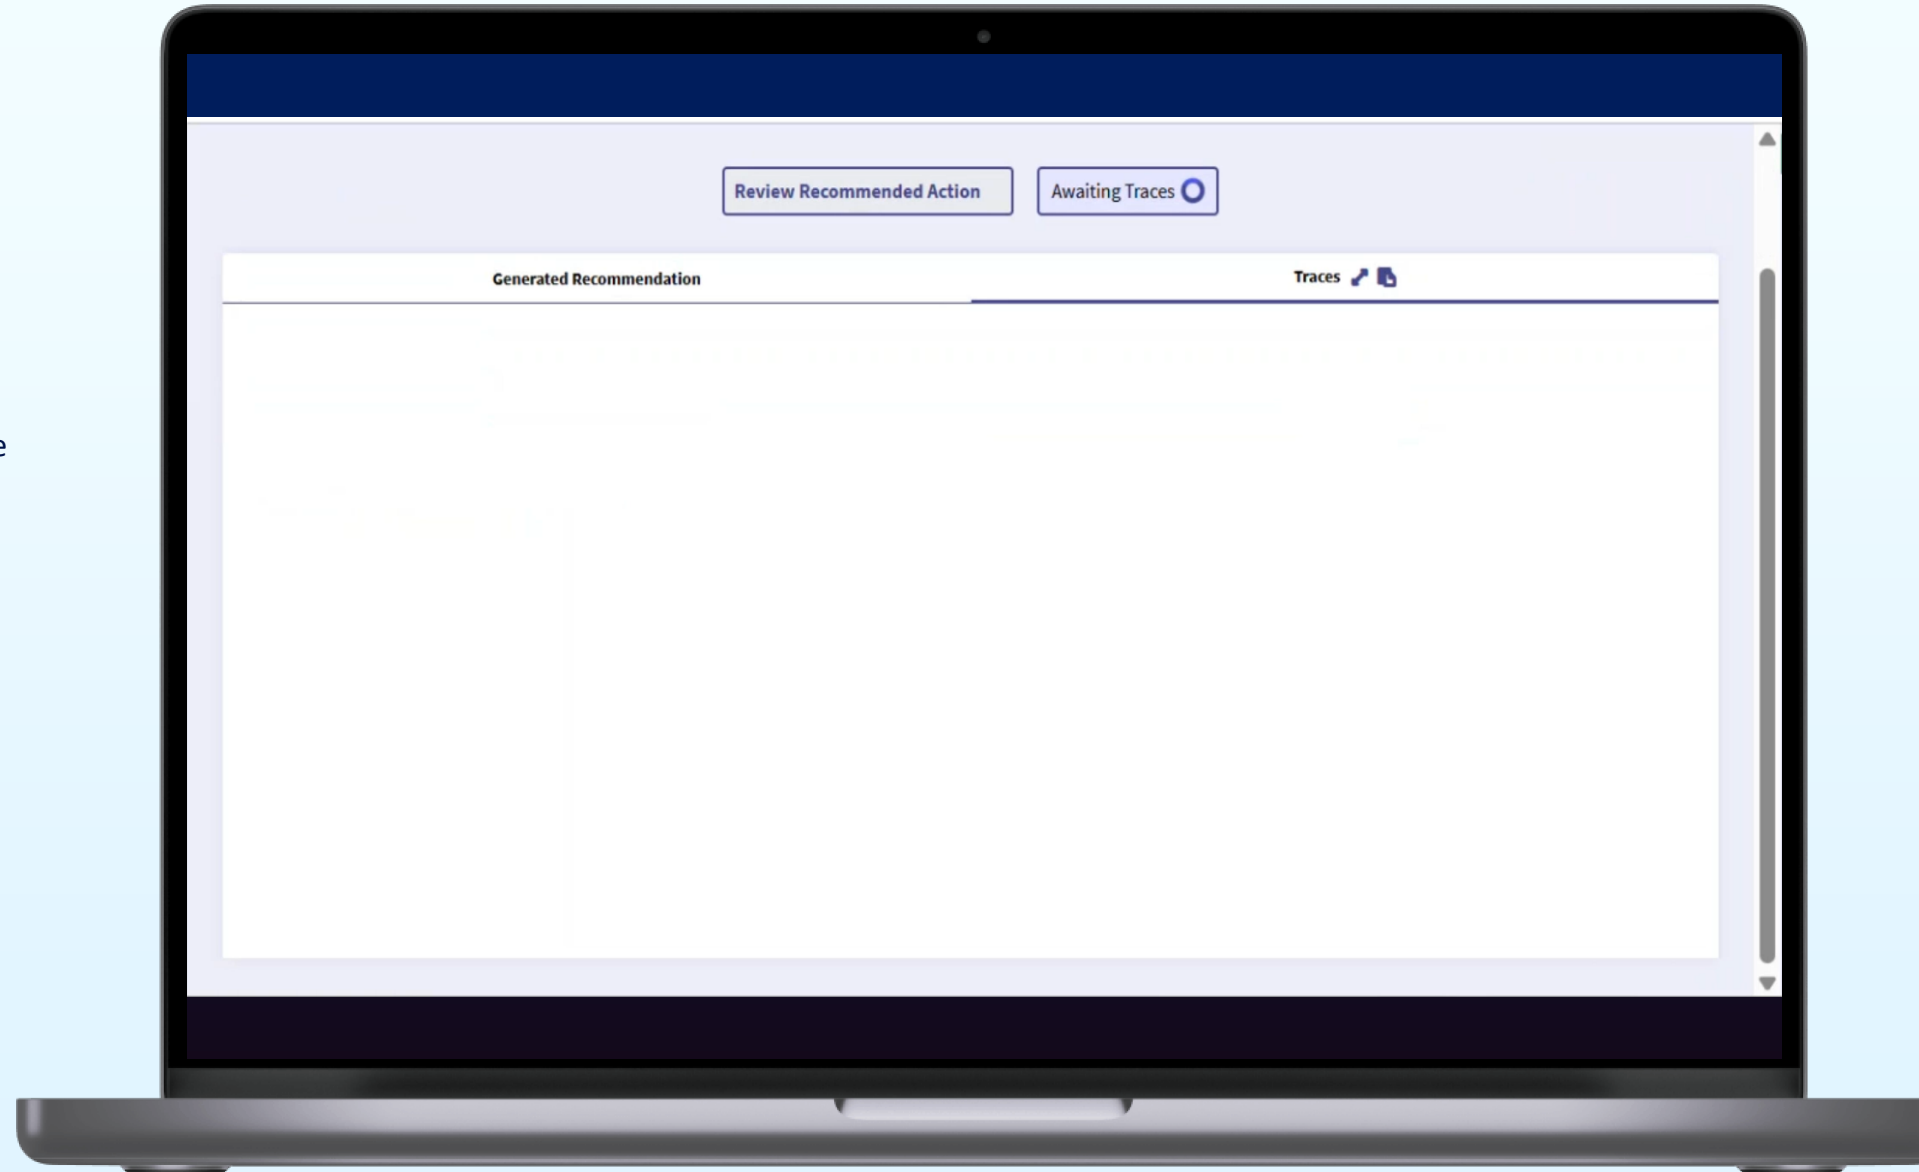 Review Recommended Action
Awaiting Traces
Generated Recommendation
Traces
e